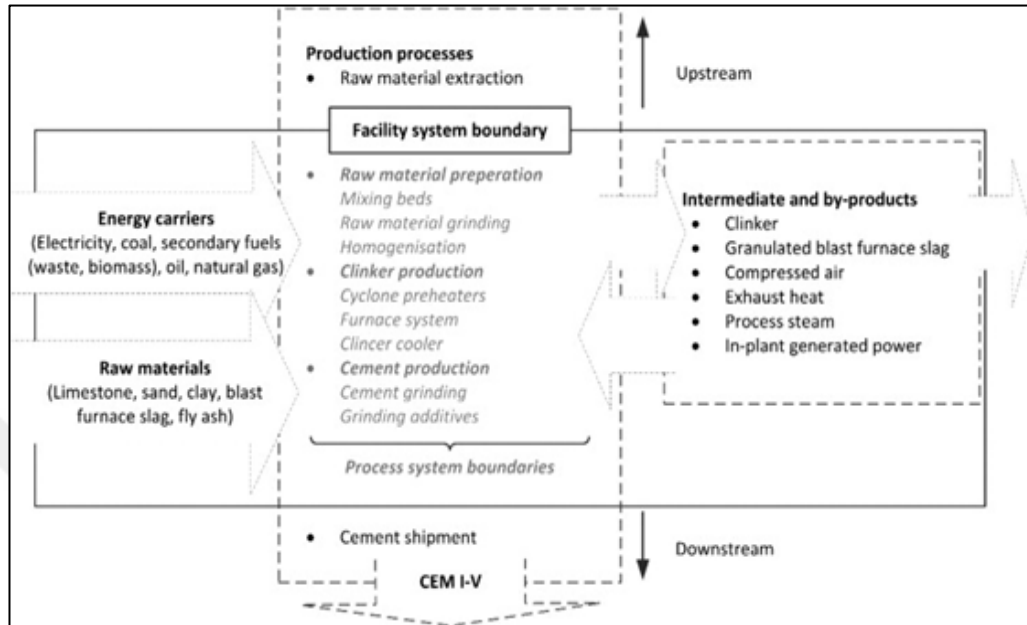 Production processes
• Raw material extraction
Upstream
Facility system boundary
Energy carriers
(Electricity, coal, secondary fuels
(waste, biomass), oil, natural gas)
Raw materials
(Limestone, sand, clay, blast
furnace slag, fly ash)
• Raw material preperation
Mixing beds
Raw material grinding
Homogenisation
• Clinker production
Cyclone preheaters
Furnace system
Clincer cooler
• Cement production
Cement grinding
Grinding additives
Process system boundaries
Intermediate and by-products
• Clinker
• Granulated blast furnace slag
• Compressed air
• Exhaust heat
• Process steam
• In-plant generated power
• Cement shipment
Downstream
CEM I-V